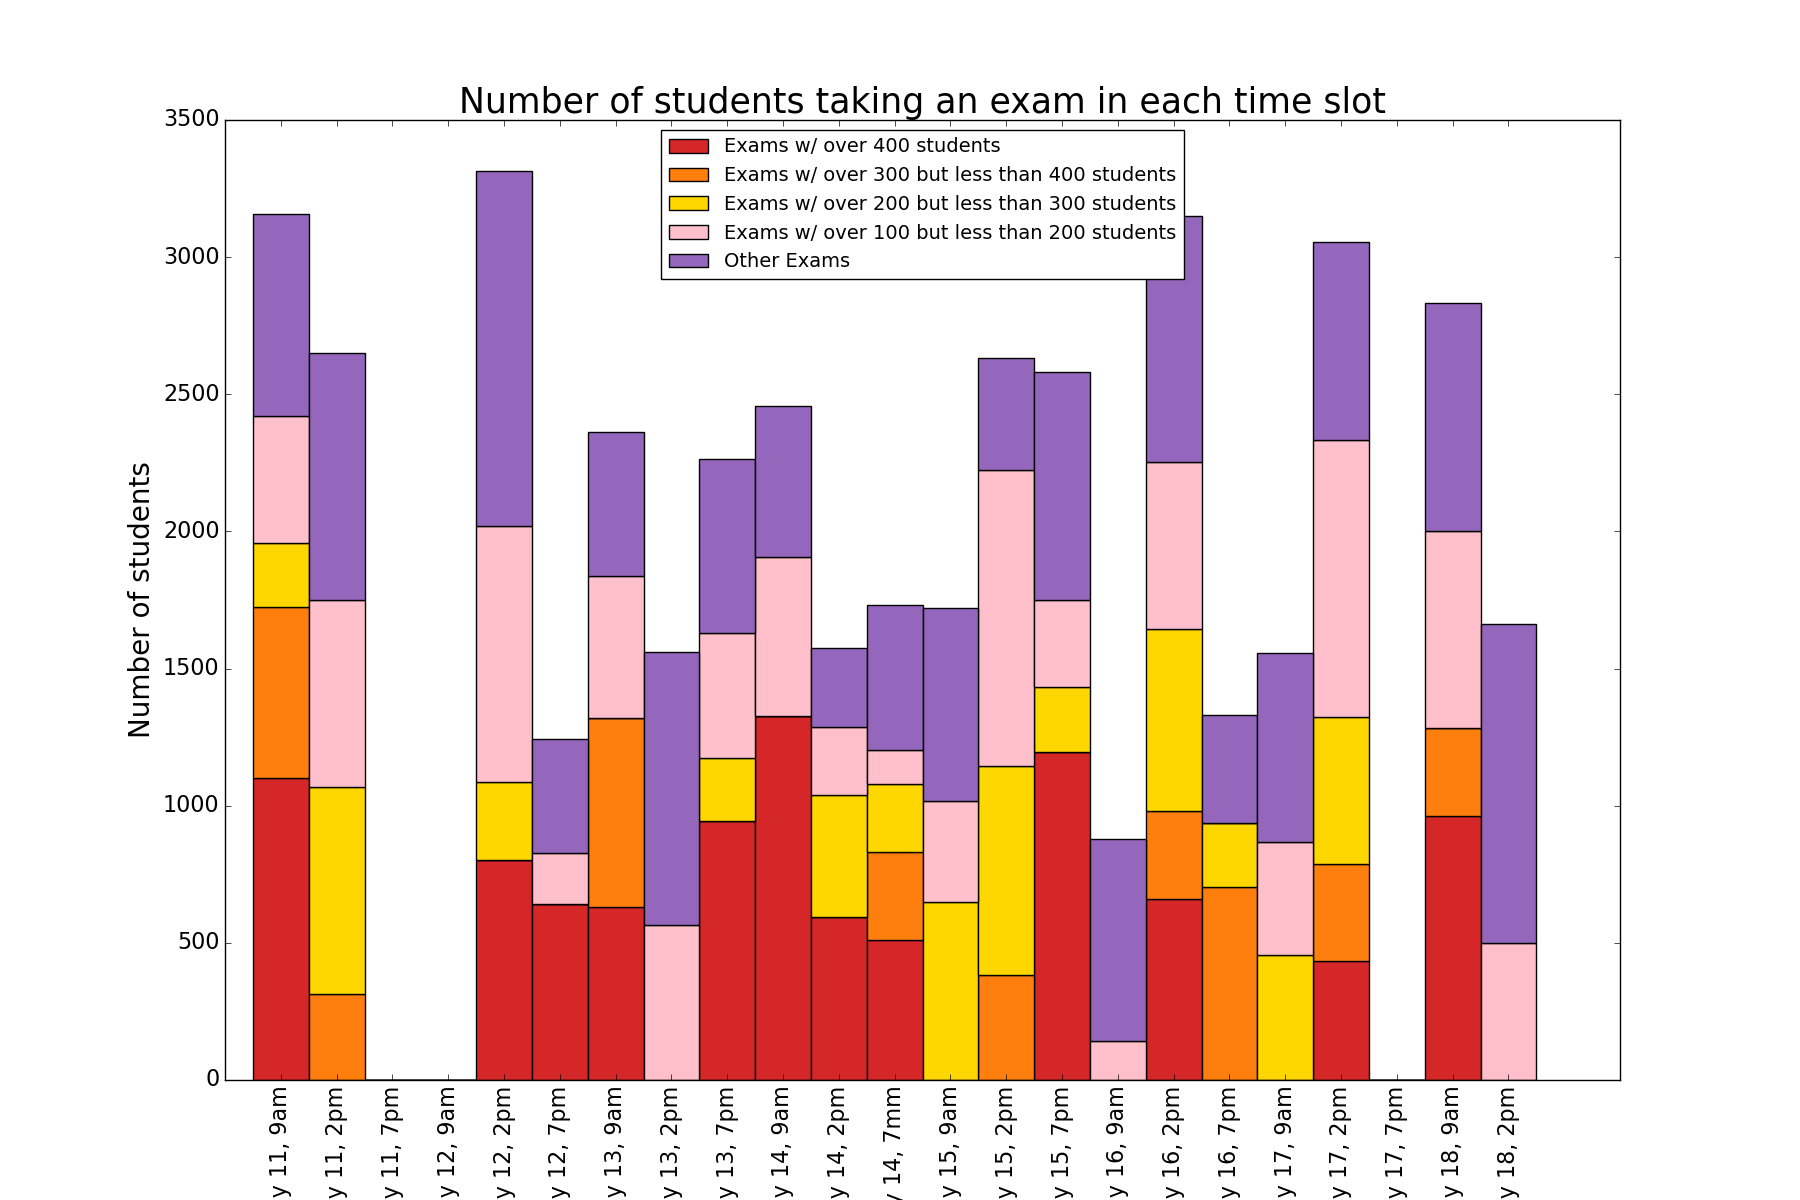 Number of students taking an exam in each time slot
Exams w/ over 400 students
Exams w/ over 300 but less than 400 students
Exams w/ over 200 but less than 300 students
Exams w/ over 100 but less than 200 students
Other Exams
Number of students
3500
3000
2500
2000
1500
1000
500
0
y 11, 9am
y 11, 2pm
y 11, 7pm
y 12, 9am
y 12, 2pm
y 12, 7pm
y 13, 9am
y 13, 2pm
y 13, 7pm
y 14, 9am
y 14, 2pm
y 14, 7mm
y 15, 9am
y 15, 2pm
y 15, 7pm
y 16, 9am
y 16, 2pm
y 16, 7pm
y 17, 9am
y 17, 2pm
y 17, 7pm
y 18, 9am
y 18, 2pm